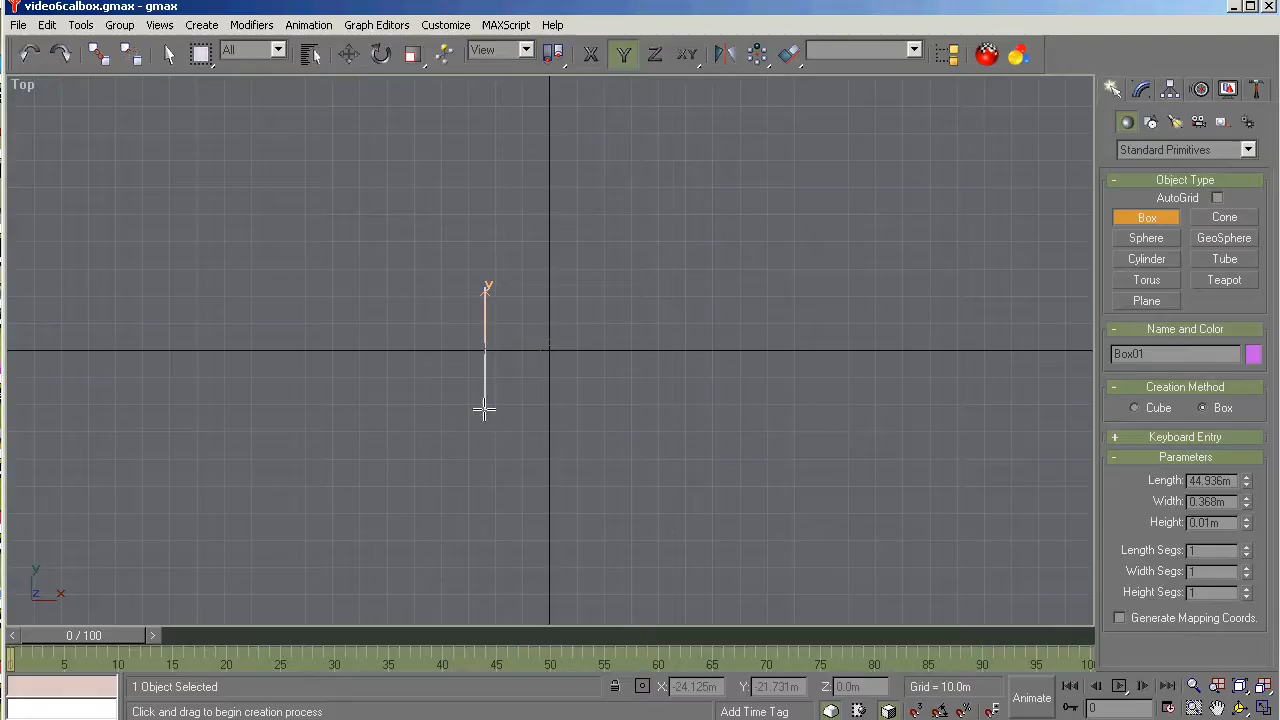 video6calbox.gmax - gmax
File Edit Tools Group Views Create Modifiers Animation Graph Editors Customize MAXScript Help
All View X Y Z XY
Top
Standard Primitives
Object Type
AutoGrid
Box Cone
Sphere GeoSphere
Cylinder Tube
Torus Teapot
Plane
Name and Color
Box01
Creation Method
Cube Box
Keyboard Entry
Parameters
Length: 44.936m
Width: 0.368m
Height: 0.01m
Length Segs: 1
Width Segs: 1
Height Segs: 1
Generate Mapping Coords.
y
y
z x
< 0 / 100 >
5 10 15 20 25 30 35 40 45 50 55 60 65 70 75 80 85 90 95 100
1 Object Selected X: -24.125m Y: -21.731m Z: 0.0m Grid = 10.0m Animate
Click and drag to begin creation process Add Time Tag 0